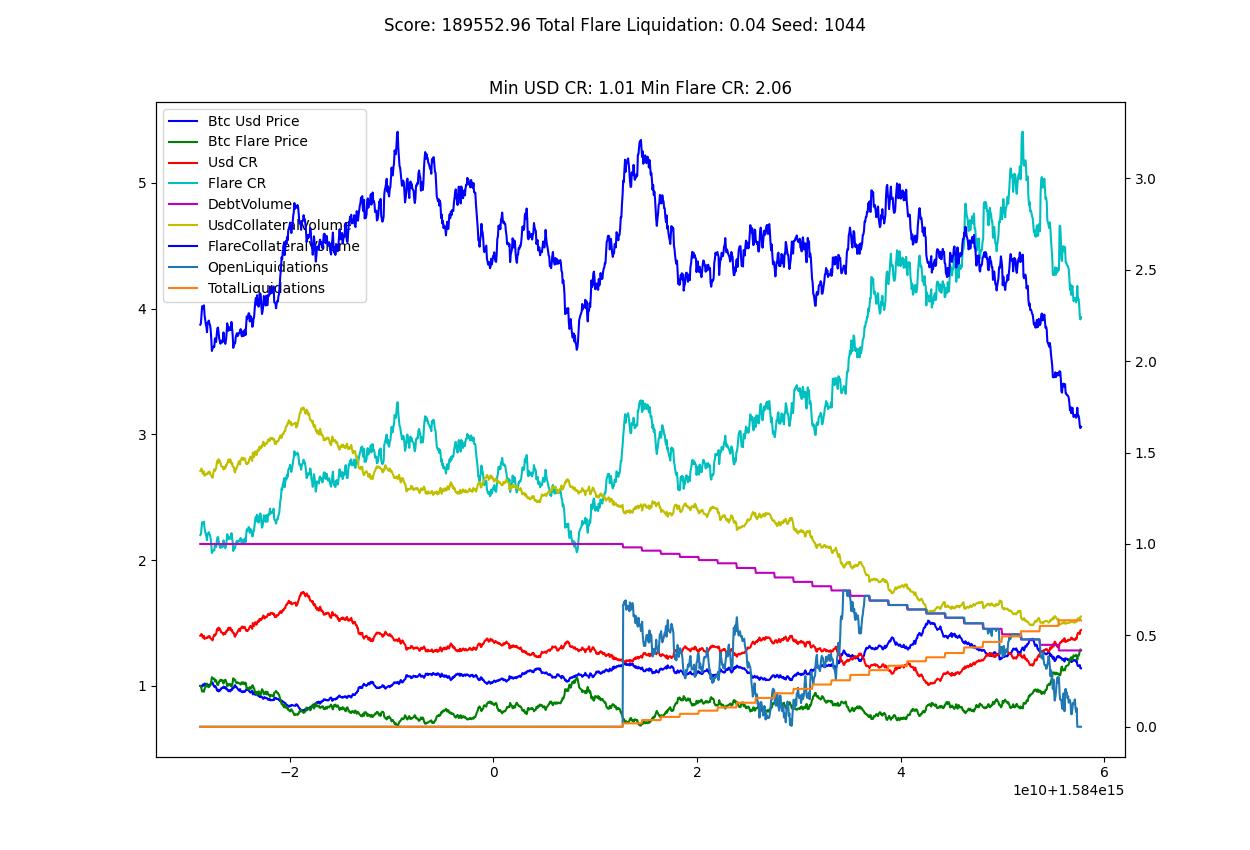 Score: 189552.96 Total Flare Liquidation: 0.04 Seed: 1044
Min USD CR: 1.01 Min Flare CR: 2.06
Btc Usd Price
Btc Flare Price
Usd CR
Flare CR
DebtVolume
UsdCollateralVolume
FlareCollateralVolume
OpenLiquidations
TotalLiquidations
5
4
3
2
1
3.0
2.5
2.0
1.5
1.0
0.5
0.0
−2
0
2
4
6
1e10+1.584e15